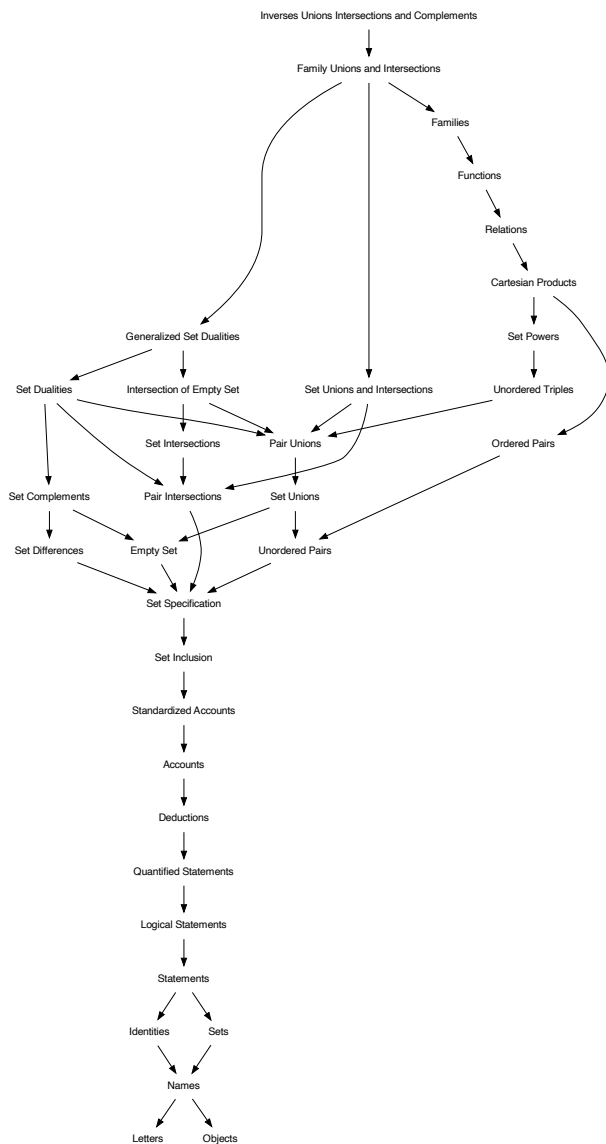 Inverses Unions Intersections and Complements
Family Unions and Intersections
Families
Functions
Relations
Cartesian Products
Generalized Set Dualities
Set Powers
Set Dualities
Intersection of Empty Set
Set Unions and Intersections
Unordered Triples
Set Intersections
Pair Unions
Ordered Pairs
Set Complements
Pair Intersections
Set Unions
Set Differences
Empty Set
Unordered Pairs
Set Specification
Set Inclusion
Standardized Accounts
Accounts
Deductions
Quantified Statements
Logical Statements
Statements
Identities
Sets
Names
Letters
Objects